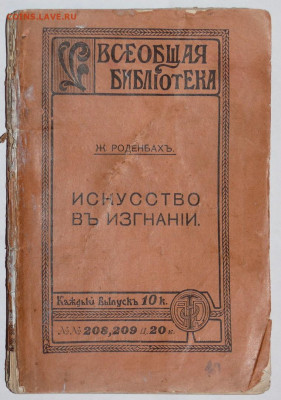 COINS.LAVE.RU
ВСЕОБЩАЯ
БИБЛІОТЕКА
Ж. РОДЕНБАХЪ.
ИСКУССТВО
ВЪ ИЗГНАНІИ.
Каждый выпускъ 10 к.
№№ 208, 209 ц. 20 к.